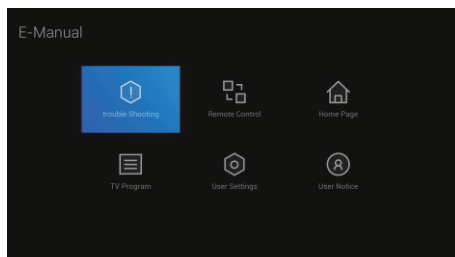 E-Manual
trouble Shooting
Remote Control
Home Page
TV Program
User Settings
User Notice